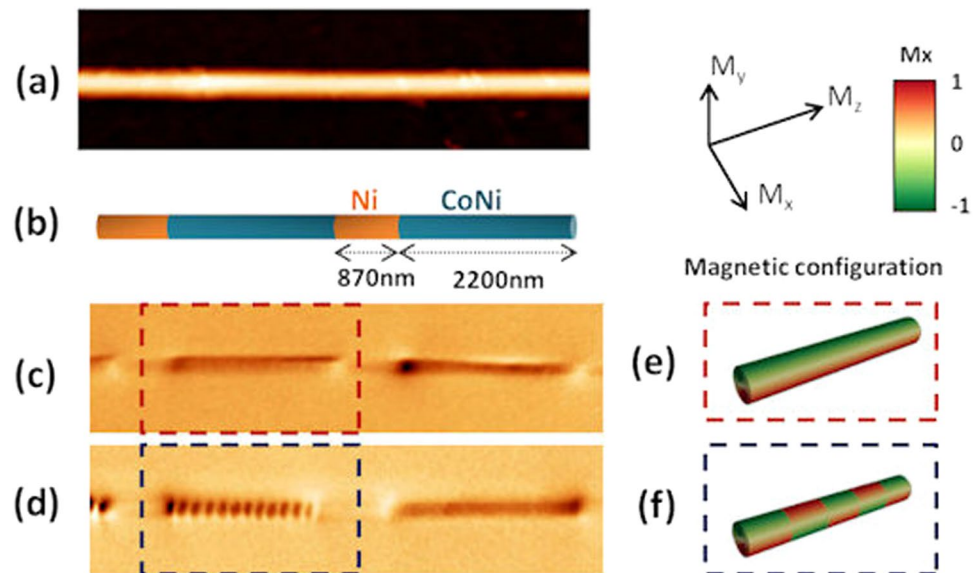 (a)
My
Mz
Mx
Mx
1
0
-1
(b)
Ni
CoNi
870nm
2200nm
Magnetic configuration
(c)
(e)
(d)
(f)